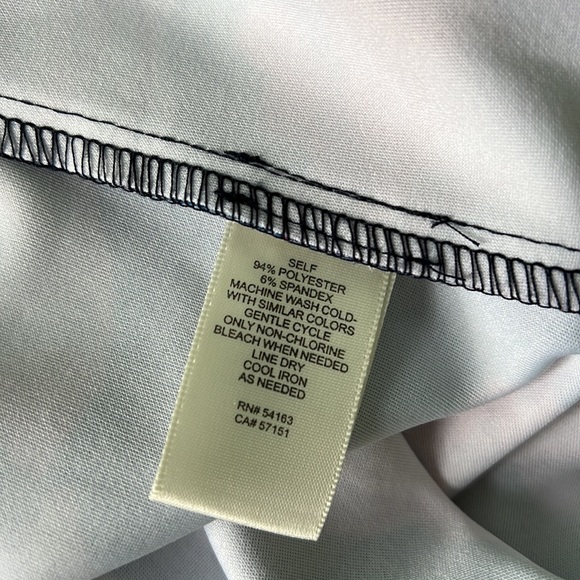 SELF
94% POLYESTER
6% SPANDEX
MACHINE WASH COLD-
WITH SIMILAR COLORS
GENTLE CYCLE
ONLY NON-CHLORINE
BLEACH WHEN NEEDED
LINE DRY
COOL IRON
AS NEEDED
RN# 54163
CA# 57151